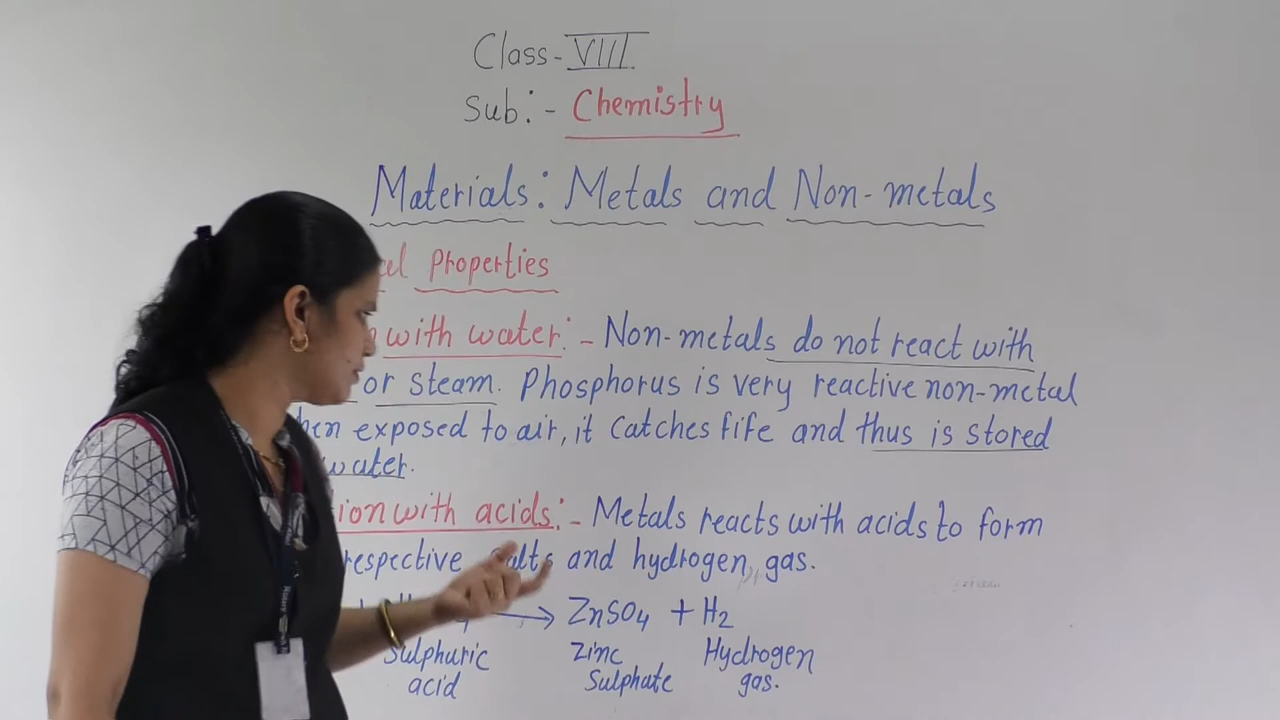 Class-VIII
Sub:- Chemistry
Materials: Metals and Non-metals
Properties
with water:- Non-metals do not react with
or steam. Phosphorus is very reactive non-metal
exposed to air, it catches fife and thus is stored
water.
with acids:- Metals reacts with acids to form
respective salts and hydrogen gas.
→ ZnSO4 + H2
Sulphuric Zinc Hydrogen
acid Sulphate gas.